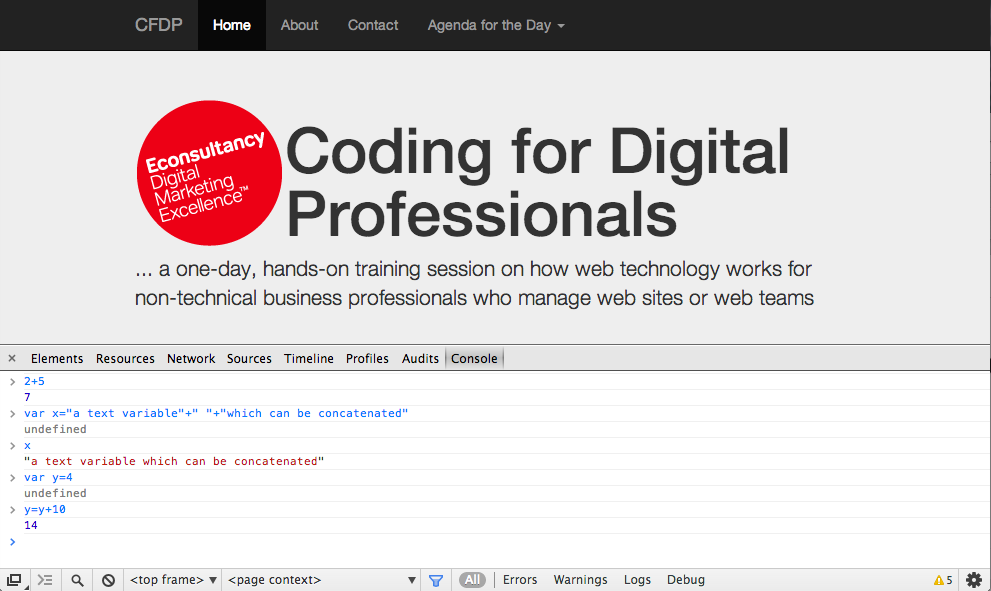 CFDP Home About Contact Agenda for the Day
Econsultancy
Digital
Marketing
Excellence™
Coding for Digital
Professionals
... a one-day, hands-on training session on how web technology works for
non-technical business professionals who manage web sites or web teams
× Elements Resources Network Sources Timeline Profiles Audits Console
> 2+5
7
> var x="a text variable"+" "+"which can be concatenated"
undefined
> x
"a text variable which can be concatenated"
> var y=4
undefined
> y=y+10
14
>
<top frame> ▼ <page context> ▼ All Errors Warnings Logs Debug 5